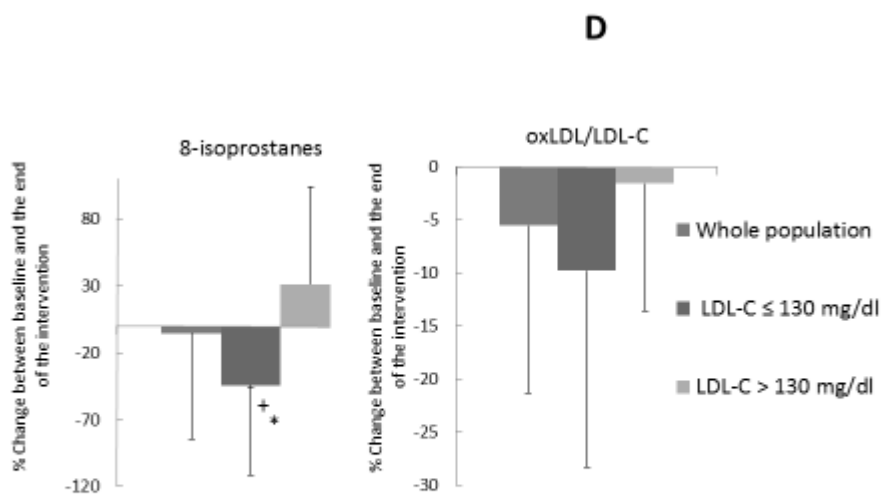 D
8-isoprostanes
% Change between baseline and the end
of the intervention
80
30
-20
-70
-120
+
*
oxLDL/LDL-C
% Change between baseline and the end
of the intervention
0
-5
-10
-15
-20
-25
-30
Whole population
LDL-C ≤ 130 mg/dl
LDL-C > 130 mg/dl